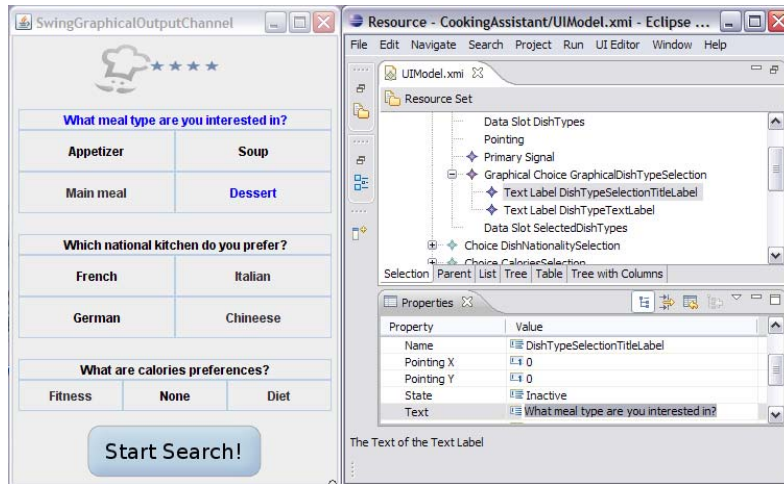 SwingGraphicalOutputChannel
What meal type are you interested in?
Appetizer Soup
Main meal Dessert
Which national kitchen do you prefer?
French Italian
German Chineese
What are calories preferences?
Fitness None Diet
Start Search!
Resource - CookingAssistant/UIModel.xmi - Eclipse ...
File Edit Navigate Search Project Run UI Editor Window Help
UIModel.xmi
Resource Set
Data Slot DishTypes
Pointing
Primary Signal
Graphical Choice GraphicalDishTypeSelection
Text Label DishTypeSelectionTitleLabel
Text Label DishTypeTextLabel
Data Slot SelectedDishTypes
Choice DishNationalitySelection
Choice CaloriesSelection
Selection Parent List Tree Table Tree with Columns
Properties
Property Value
Name DishTypeSelectionTitleLabel
Pointing X 0
Pointing Y 0
State Inactive
Text What meal type are you interested in?
The Text of the Text Label